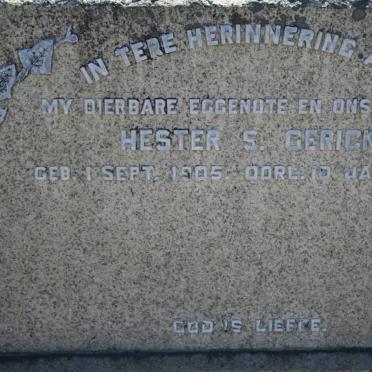 IN TERE HERINNERING
MY DIERBARE EGGENOTE EN ONS
HESTER S. GERICK
GEB. 1 SEPT. 1905. OORL. 10 JA
GOD IS LIEFFE.